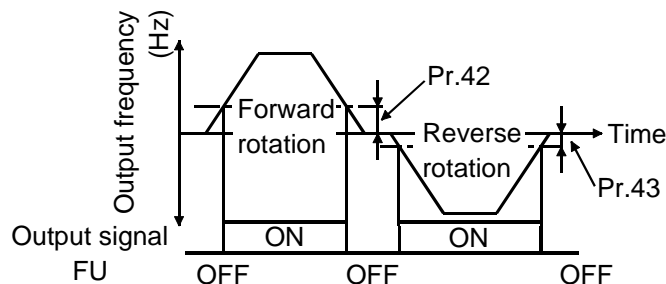 Output frequency
(Hz)
Pr.42
Forward
rotation
Reverse
rotation
Time
Pr.43
Output signal
FU
ON
ON
OFF
OFF
OFF